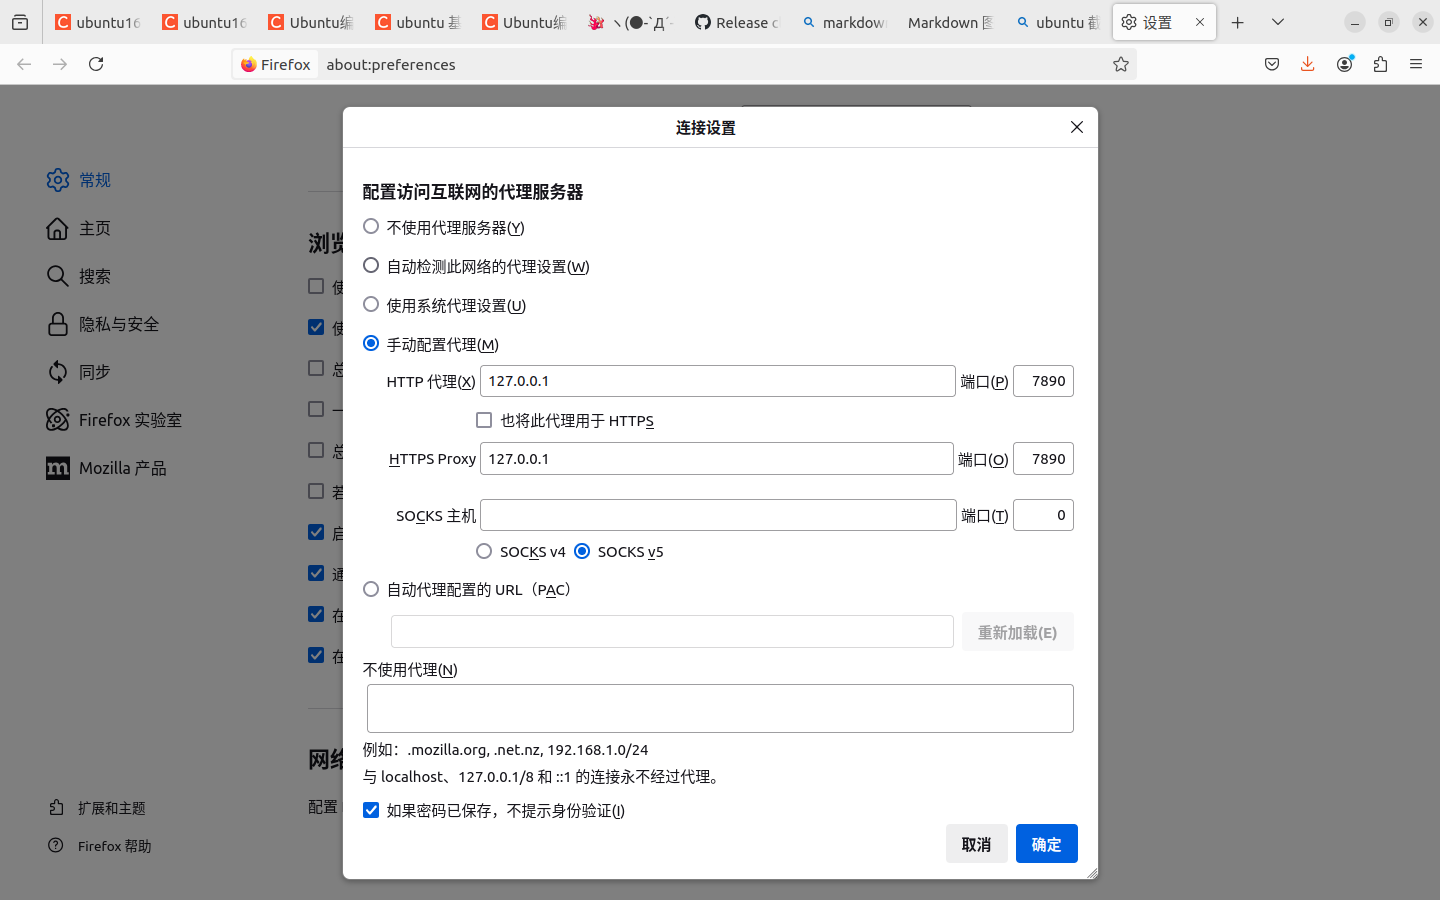 ubuntu16
ubuntu16
Ubuntu编
ubuntu 基
Ubuntu编
ヽ(●-`Д´-
Release c
markdown
Markdown 图
ubuntu 截
设置
Firefox
about:preferences
连接设置
常规
主页
搜索
隐私与安全
同步
Firefox 实验室
Mozilla 产品
扩展和主题
Firefox 帮助
浏览
使
使
总
一
总
若
启
通
在
在
网络
配置
配置访问互联网的代理服务器
不使用代理服务器(Y)
自动检测此网络的代理设置(W)
使用系统代理设置(U)
手动配置代理(M)
HTTP 代理(X) 127.0.0.1 端口(P) 7890
也将此代理用于 HTTPS
HTTPS Proxy 127.0.0.1 端口(O) 7890
SOCKS 主机 端口(T) 0
SOCKS v4 SOCKS v5
自动代理配置的 URL（PAC）
重新加载(E)
不使用代理(N)
例如：.mozilla.org, .net.nz, 192.168.1.0/24
与 localhost、127.0.0.1/8 和 ::1 的连接永不经过代理。
如果密码已保存，不提示身份验证(I)
取消 确定